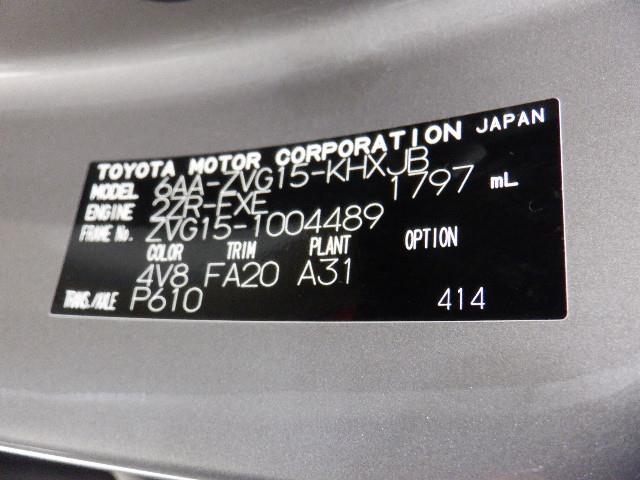 TOYOTA MOTOR CORPORATION JAPAN
MODEL 6AA-ZVG15-KHXJB
ENGINE 2ZR-FXE 1797 mL
FRAME No. ZVG15-1004489
COLOR TRIM PLANT OPTION
4V8 FA20 A31
TRANS./AXLE P610 414